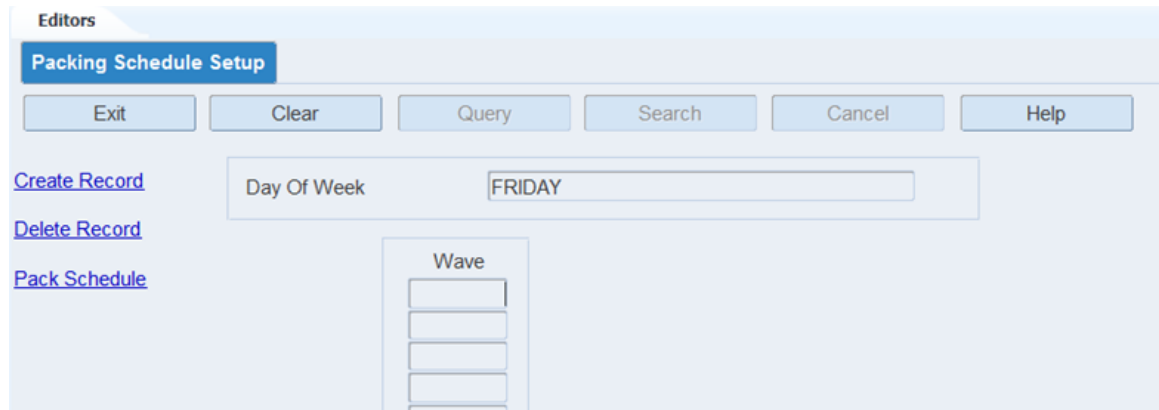 Editors
Packing Schedule Setup
Exit Clear Query Search Cancel Help
Create Record
Day Of Week FRIDAY
Delete Record
Wave
Pack Schedule